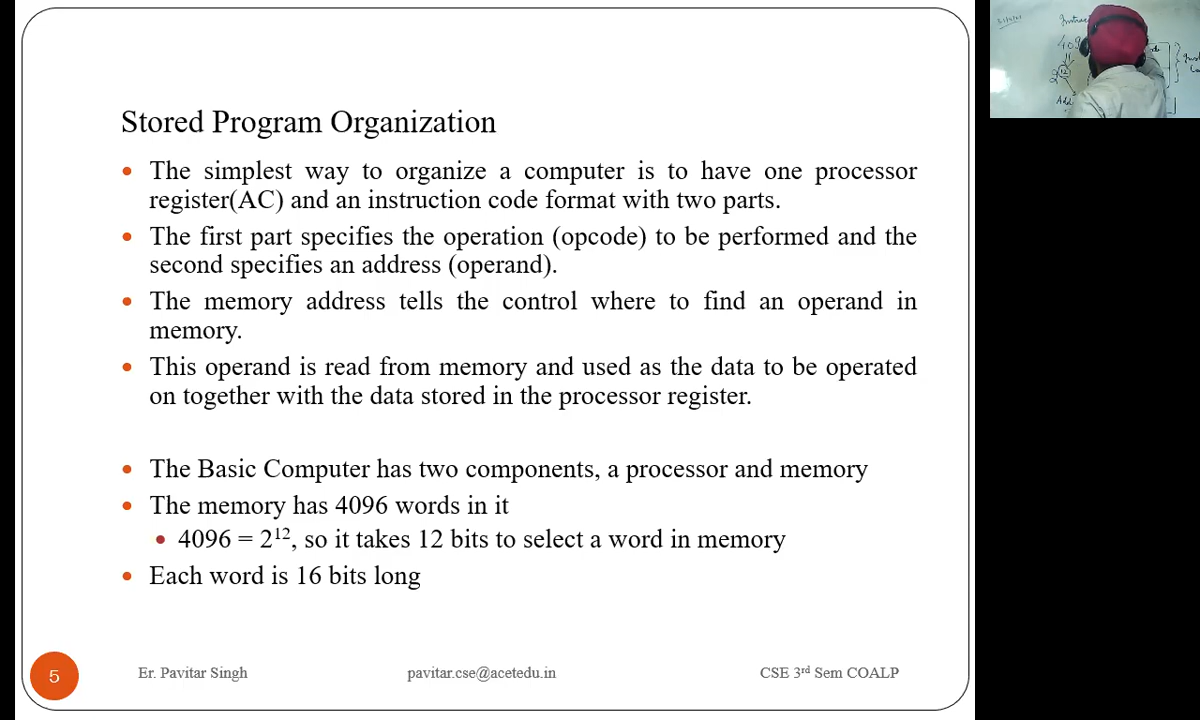 Stored Program Organization
• The simplest way to organize a computer is to have one processor
register(AC) and an instruction code format with two parts.
• The first part specifies the operation (opcode) to be performed and the
second specifies an address (operand).
• The memory address tells the control where to find an operand in
memory.
• This operand is read from memory and used as the data to be operated
on together with the data stored in the processor register.
• The Basic Computer has two components, a processor and memory
• The memory has 4096 words in it
• 4096 = 2¹², so it takes 12 bits to select a word in memory
• Each word is 16 bits long
5
Er. Pavitar Singh
pavitar.cse@acetedu.in
CSE 3ʳᵈ Sem COALP